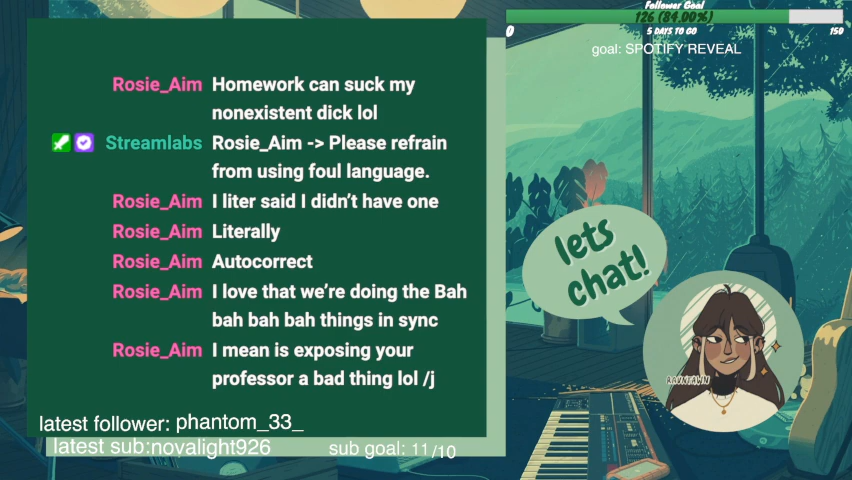 Follower Goal
126 (84.00%)
0 5 DAYS TO GO 150
goal: SPOTIFY REVEAL
Rosie_Aim Homework can suck my
nonexistent dick lol
Streamlabs Rosie_Aim -> Please refrain
from using foul language.
Rosie_Aim I liter said I didn’t have one
Rosie_Aim Literally
Rosie_Aim Autocorrect
Rosie_Aim I love that we’re doing the Bah
bah bah bah things in sync
Rosie_Aim I mean is exposing your
professor a bad thing lol /j
lets
chat!
latest follower: phantom_33_
latest sub:novalight926
sub goal: 11/10